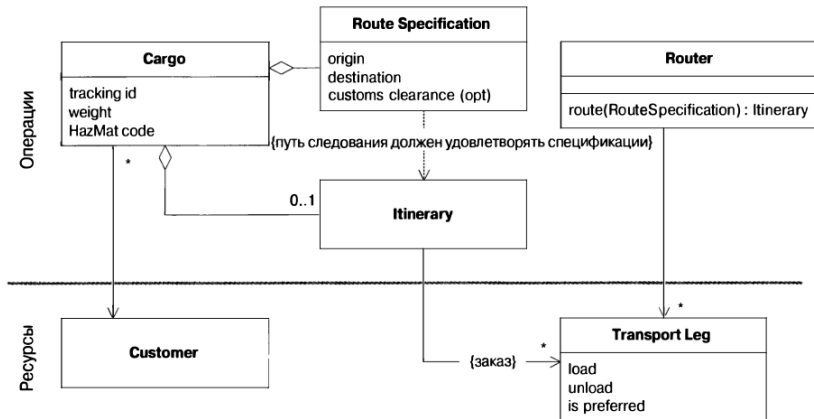 Операции
Cargo
tracking id
weight
HazMat code
Route Specification
origin
destination
customs clearance (opt)
Router
route(RouteSpecification) : Itinerary
{путь следования должен удовлетворять спецификации}
*
0..1
Itinerary
Ресурсы
Customer
{заказ}
*
*
Transport Leg
load
unload
is preferred